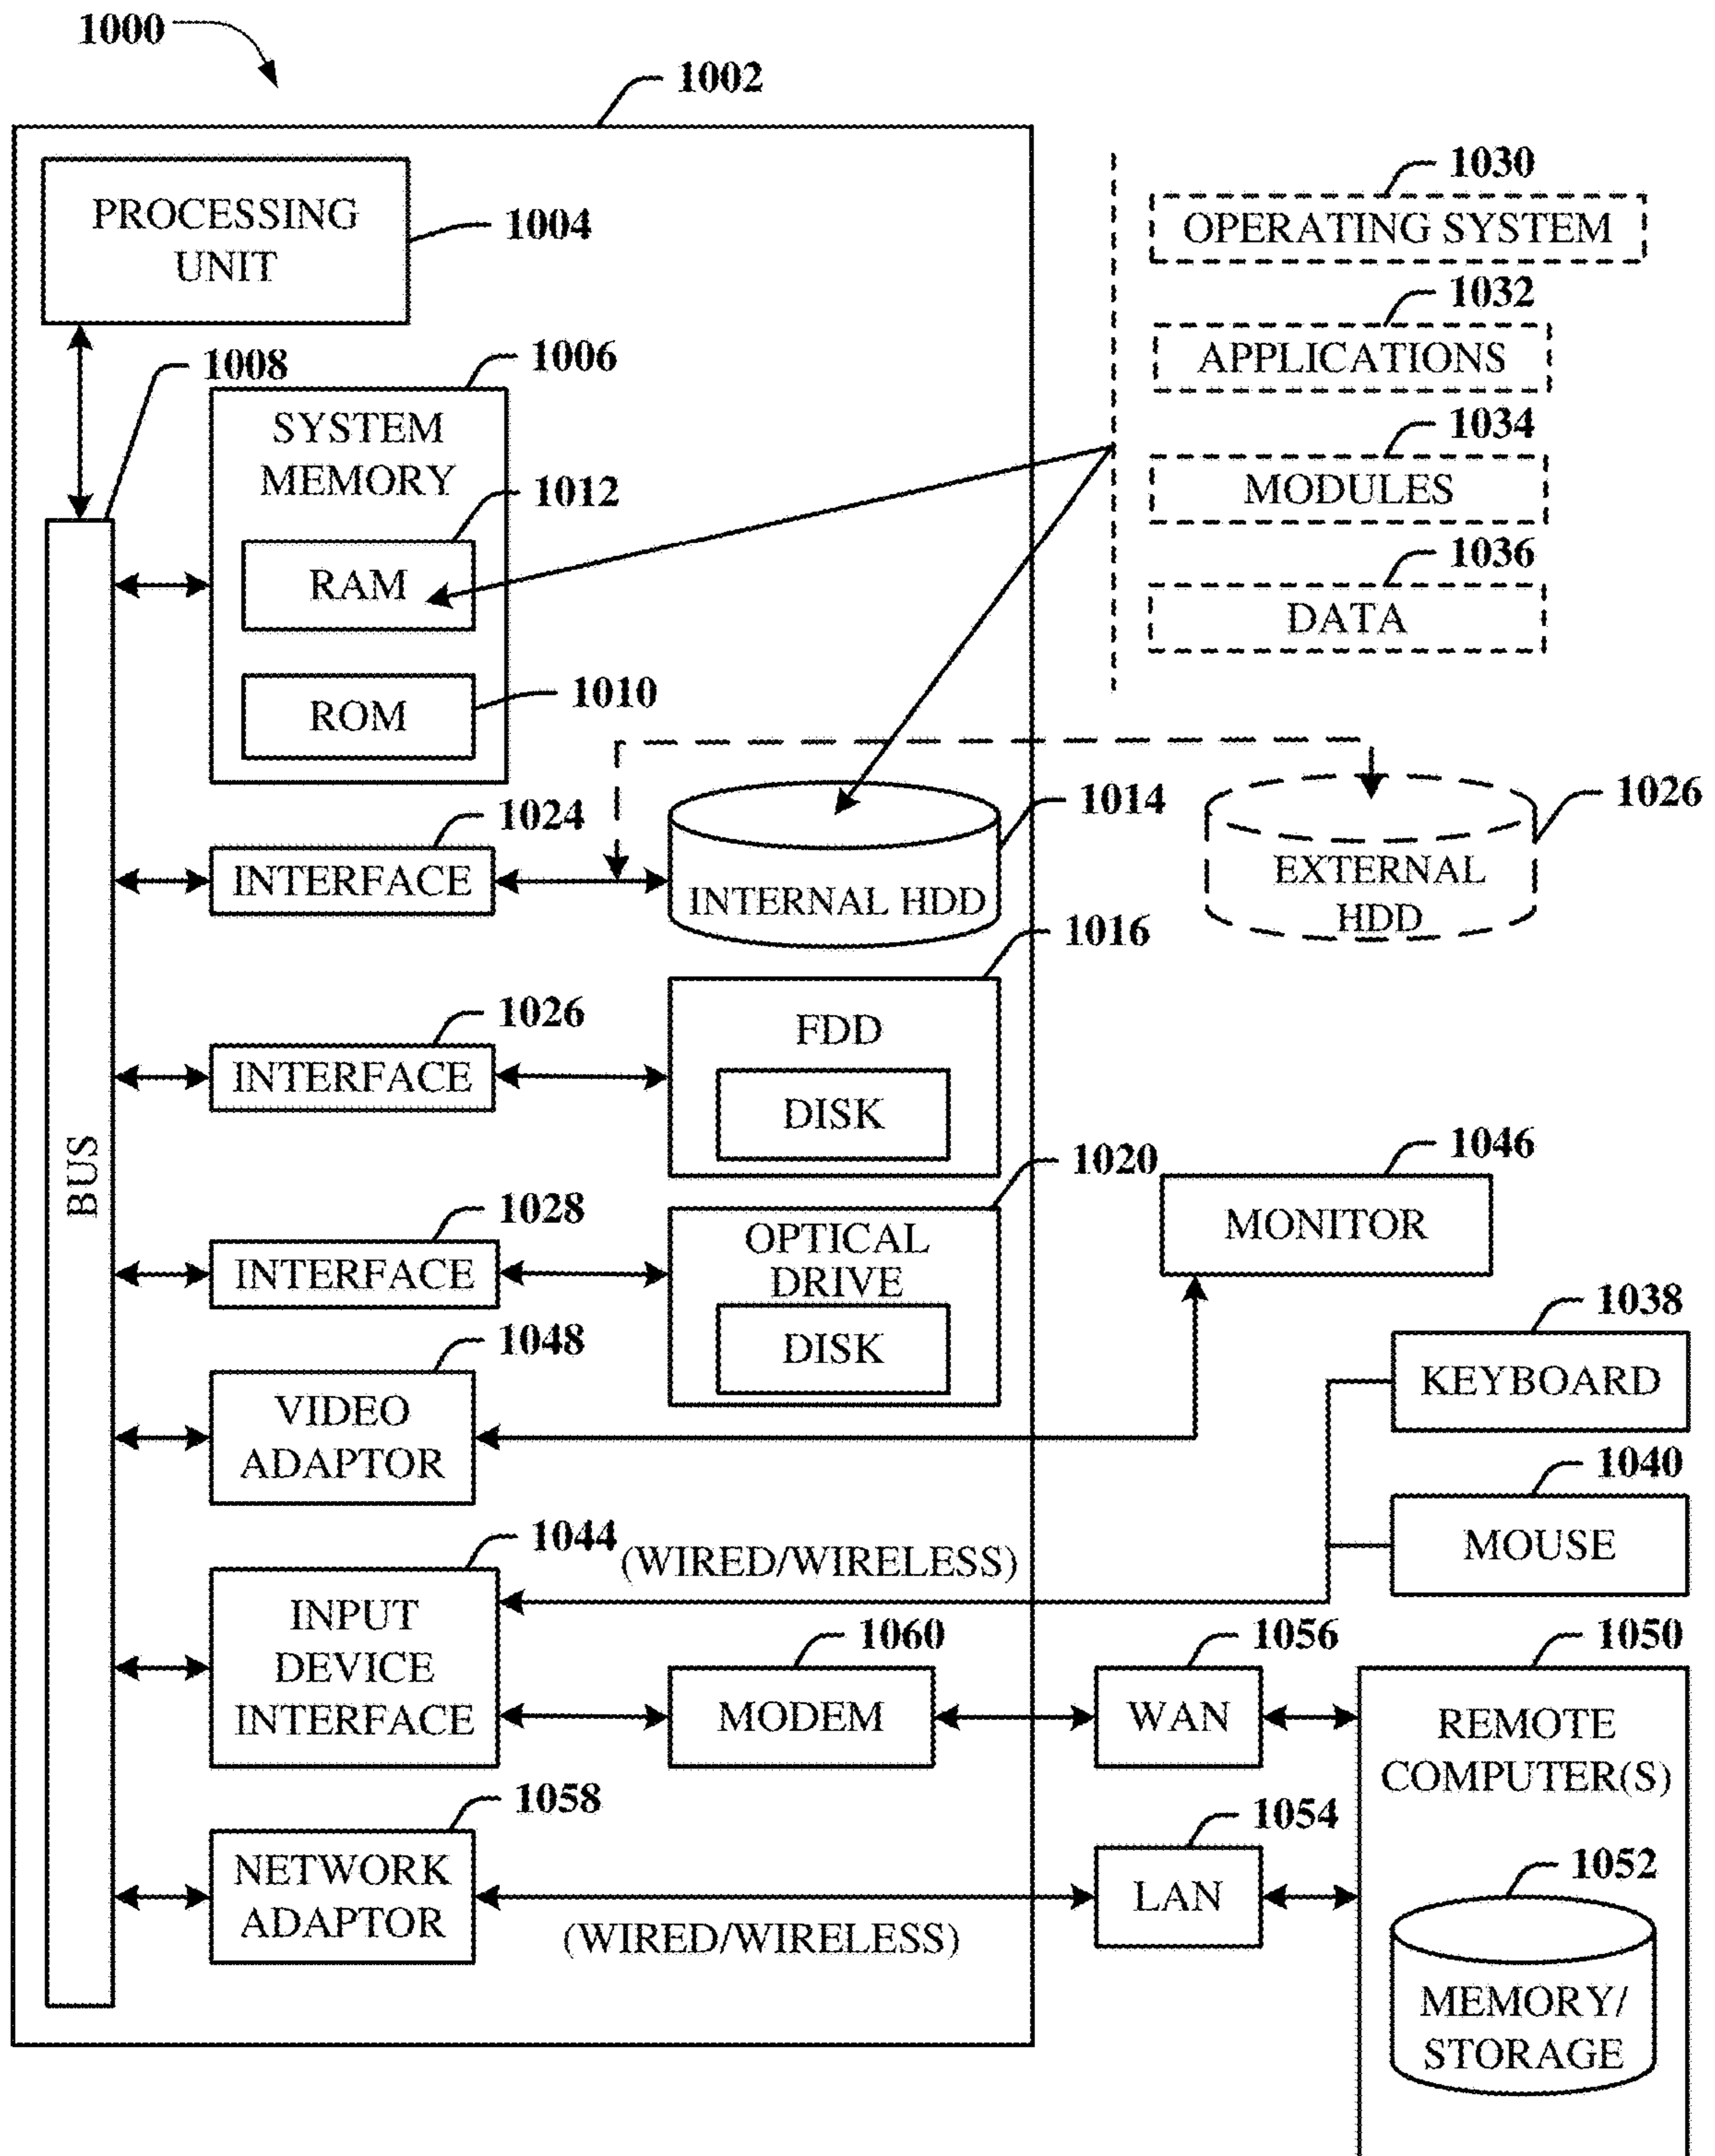 1000
1002
PROCESSING
UNIT
1004
1030
OPERATING SYSTEM
1032
APPLICATIONS
1034
MODULES
1036
DATA
1008
1006
SYSTEM
MEMORY
1012
RAM
1010
ROM
1024
INTERFACE
1014
INTERNAL HDD
1026
EXTERNAL
HDD
1016
FDD
DISK
1026
INTERFACE
BUS
1020
OPTICAL
DRIVE
DISK
1028
INTERFACE
1046
MONITOR
1048
VIDEO
ADAPTOR
1038
KEYBOARD
1040
MOUSE
1044
(WIRED/WIRELESS)
INPUT
DEVICE
INTERFACE
1060
MODEM
1056
WAN
1050
REMOTE
COMPUTER(S)
1058
NETWORK
ADAPTOR
(WIRED/WIRELESS)
1054
LAN
1052
MEMORY/
STORAGE